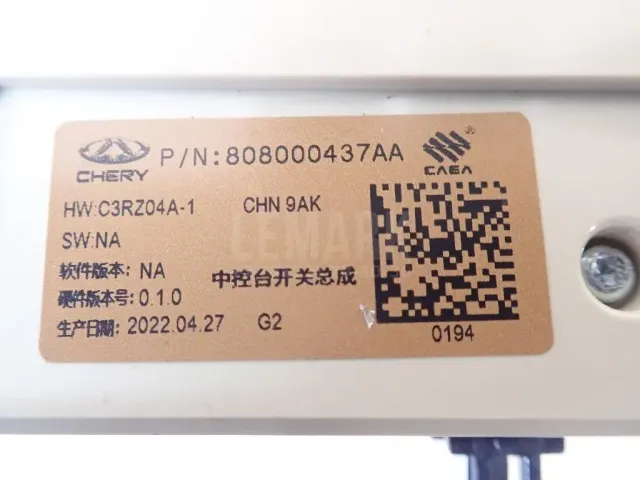 CHERY
P/N:808000437AA
CAEA
®
HW:C3RZ04A-1 CHN 9AK
SW:NA
LEMAR
软件版本: NA 中控台开关总成
硬件版本号: 0.1.0
生产日期: 2022.04.27 G2
0194